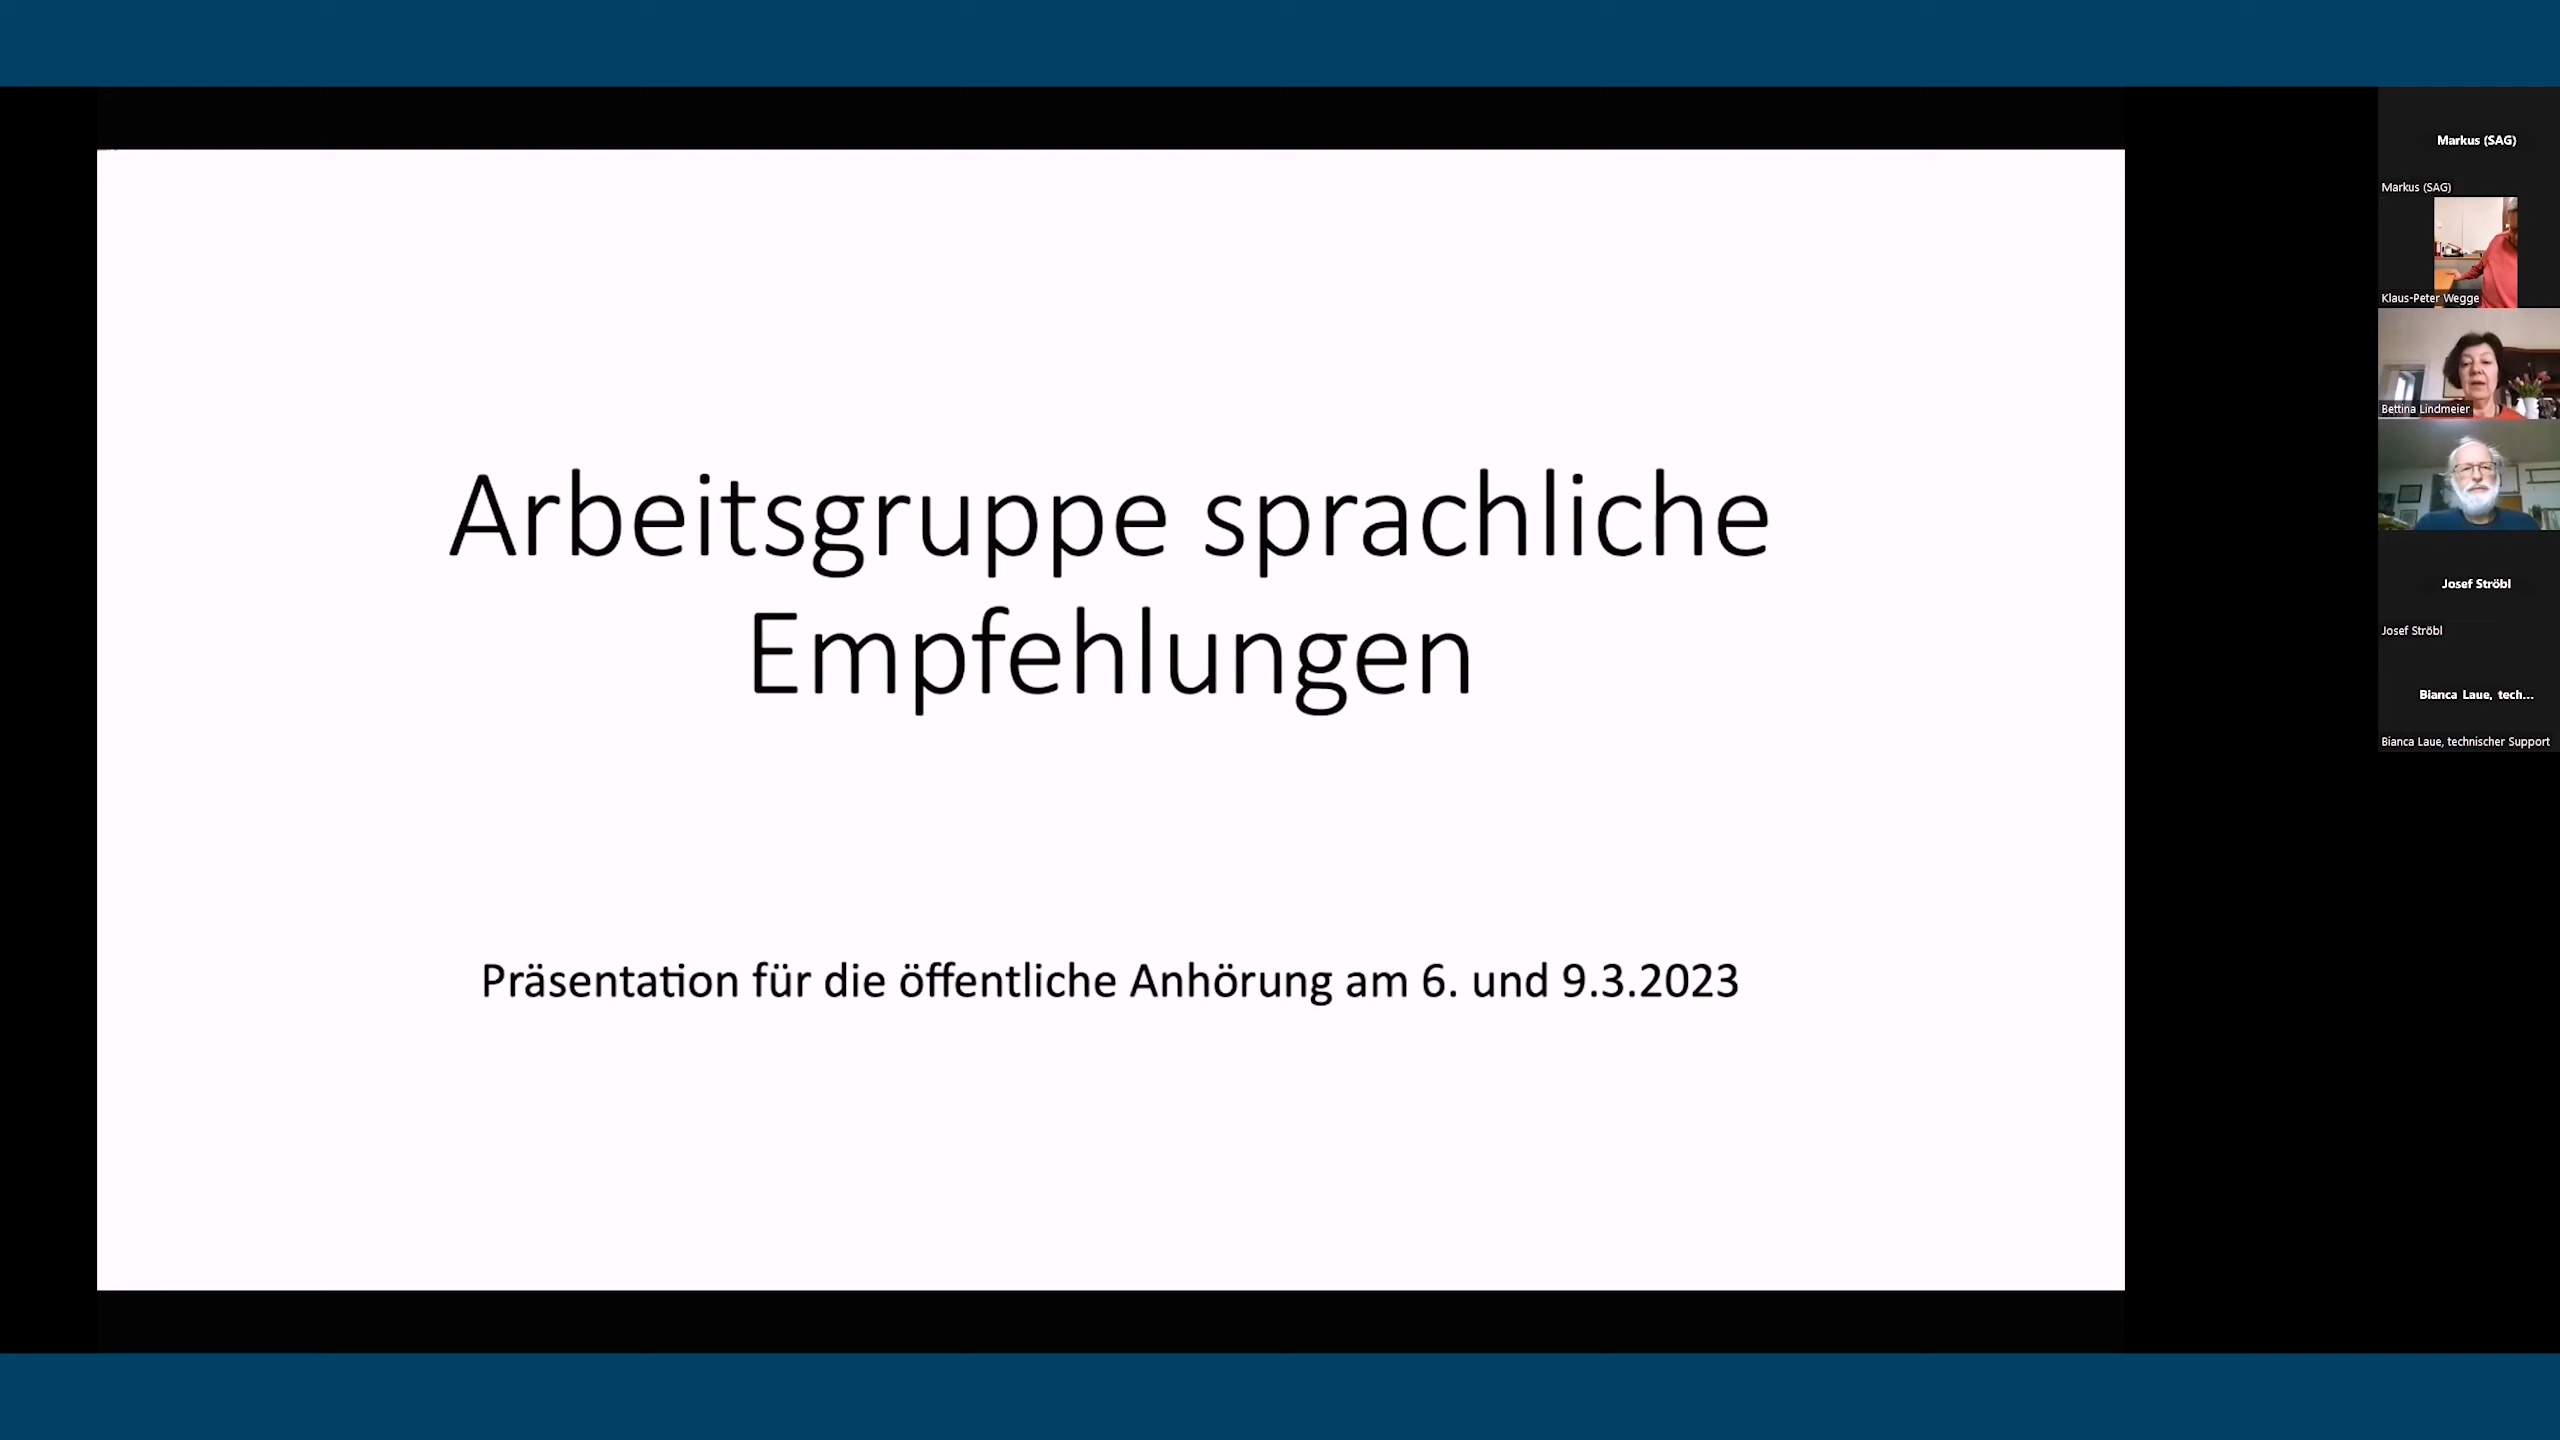 Arbeitsgruppe sprachliche
Empfehlungen
Präsentation für die öffentliche Anhörung am 6. und 9.3.2023
Markus (SAG)
Markus (SAG)
Klaus-Peter Wegge
Bettina Lindmeier
Josef Ströbl
Josef Ströbl
Bianca Laue, tech...
Bianca Laue, technischer Support